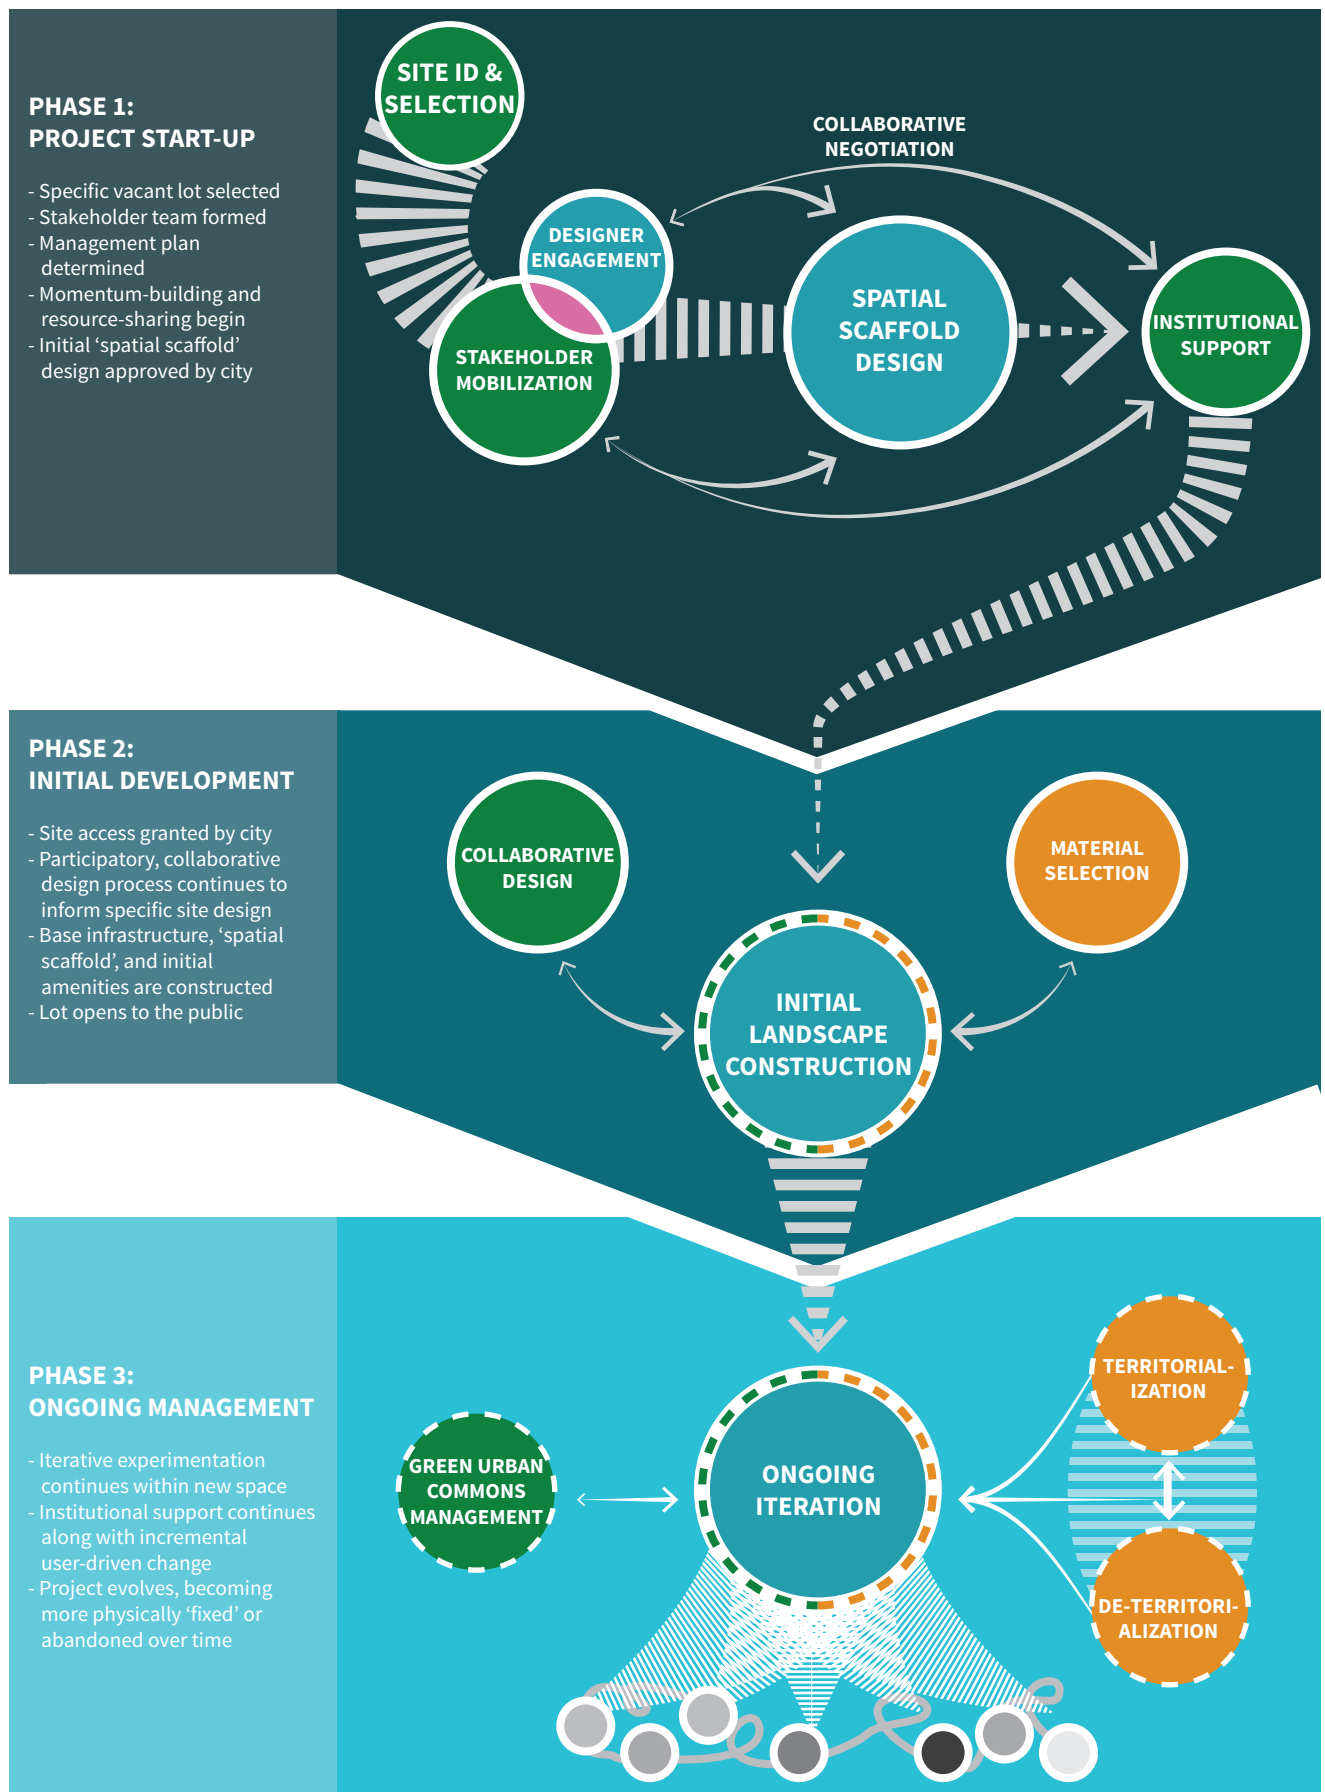 PHASE 1:
PROJECT START-UP
- Specific vacant lot selected
- Stakeholder team formed
- Management plan
determined
- Momentum-building and
resource-sharing begin
- Initial ‘spatial scaffold’
design approved by city
SITE ID &
SELECTION
DESIGNER
ENGAGEMENT
STAKEHOLDER
MOBILIZATION
COLLABORATIVE
NEGOTIATION
SPATIAL
SCAFFOLD
DESIGN
INSTITUTIONAL
SUPPORT
PHASE 2:
INITIAL DEVELOPMENT
- Site access granted by city
- Participatory, collaborative
design process continues to
inform specific site design
- Base infrastructure, ‘spatial
scaffold’, and initial
amenities are constructed
- Lot opens to the public
COLLABORATIVE
DESIGN
MATERIAL
SELECTION
INITIAL
LANDSCAPE
CONSTRUCTION
PHASE 3:
ONGOING MANAGEMENT
- Iterative experimentation
continues within new space
- Institutional support continues
along with incremental
user-driven change
- Project evolves, becoming
more physically ‘fixed’ or
abandoned over time
GREEN URBAN
COMMONS
MANAGEMENT
ONGOING
ITERATION
TERRITORIAL-
IZATION
DE-TERRITORI-
ALIZATION